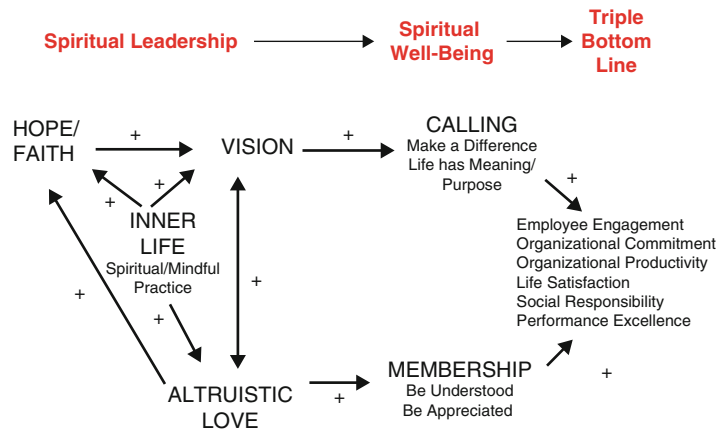 Spiritual Leadership
Spiritual
Well-Being
Triple
Bottom
Line
HOPE/
FAITH
+
VISION
+
CALLING
Make a Difference
Life has Meaning/
Purpose
+
+
+
INNER
LIFE
Spiritual/Mindful
Practice
Employee Engagement
Organizational Commitment
Organizational Productivity
Life Satisfaction
Social Responsibility
Performance Excellence
+
+
+
ALTRUISTIC
LOVE
+
MEMBERSHIP
Be Understood
Be Appreciated
+